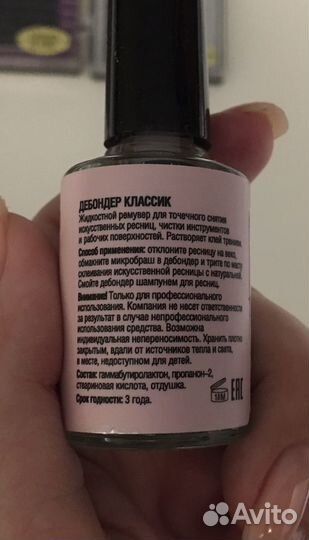 ДЕБОНДЕР КЛАССИК
Жидкостной ремувер для точечного снятия
искусственных ресниц, чистки инструментов
и рабочих поверхностей. Растворяет клей трением.
Способ применения: отклоните ресницу на веко,
обмакните микробраш в дебондер и трите по месту
склеивания искусственной ресницы с натуральной.
Смойте дебондер шампунем для ресниц.
Внимание! Только для профессионального
использования. Компания не несет ответственности
за результат в случае непрофессионального
использования средства. Возможна
индивидуальная непереносимость. Хранить плотно
закрытым, вдали от источников тепла и света,
в месте, недоступном для детей.
Состав: гаммабутиролактон, пропанон-2,
стеариновая кислота, отдушка.
Срок годности: 3 года.
18M
EAC
Avito